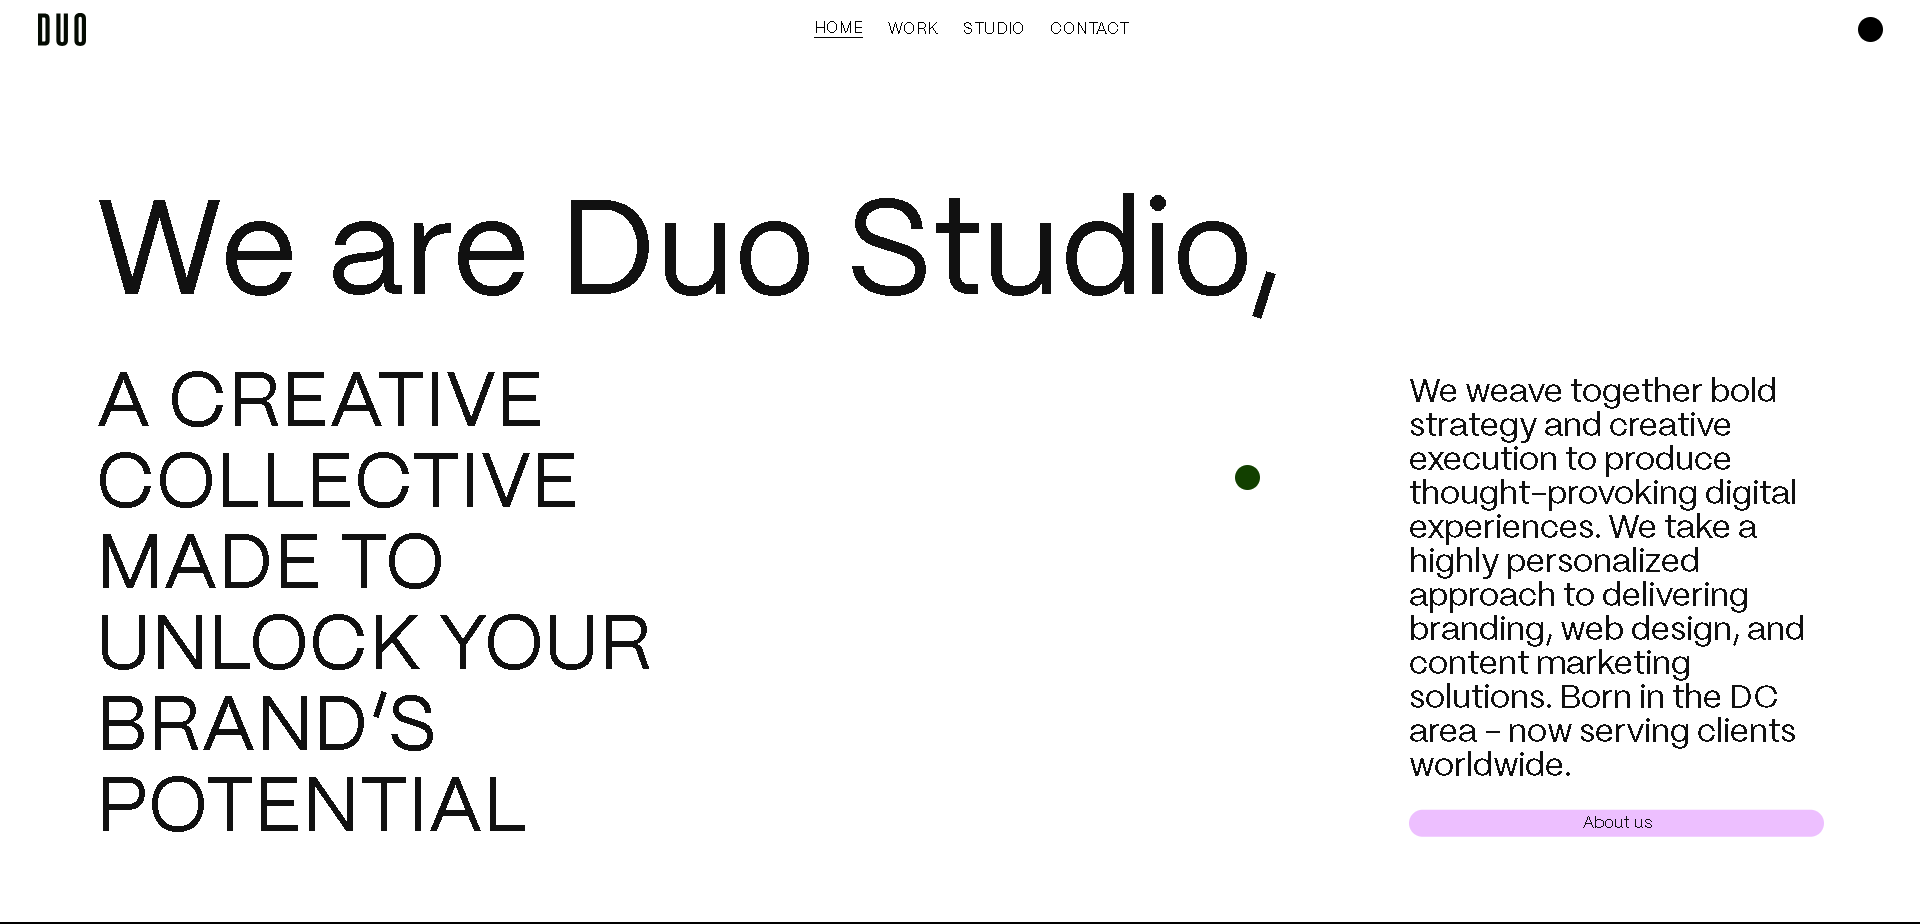 DUO
HOME WORK STUDIO CONTACT
We are Duo Studio,
A CREATIVE
COLLECTIVE
MADE TO
UNLOCK YOUR
BRAND’S
POTENTIAL
We weave together bold
strategy and creative
execution to produce
thought-provoking digital
experiences. We take a
highly personalized
approach to delivering
branding, web design, and
content marketing
solutions. Born in the DC
area – now serving clients
worldwide.
About us